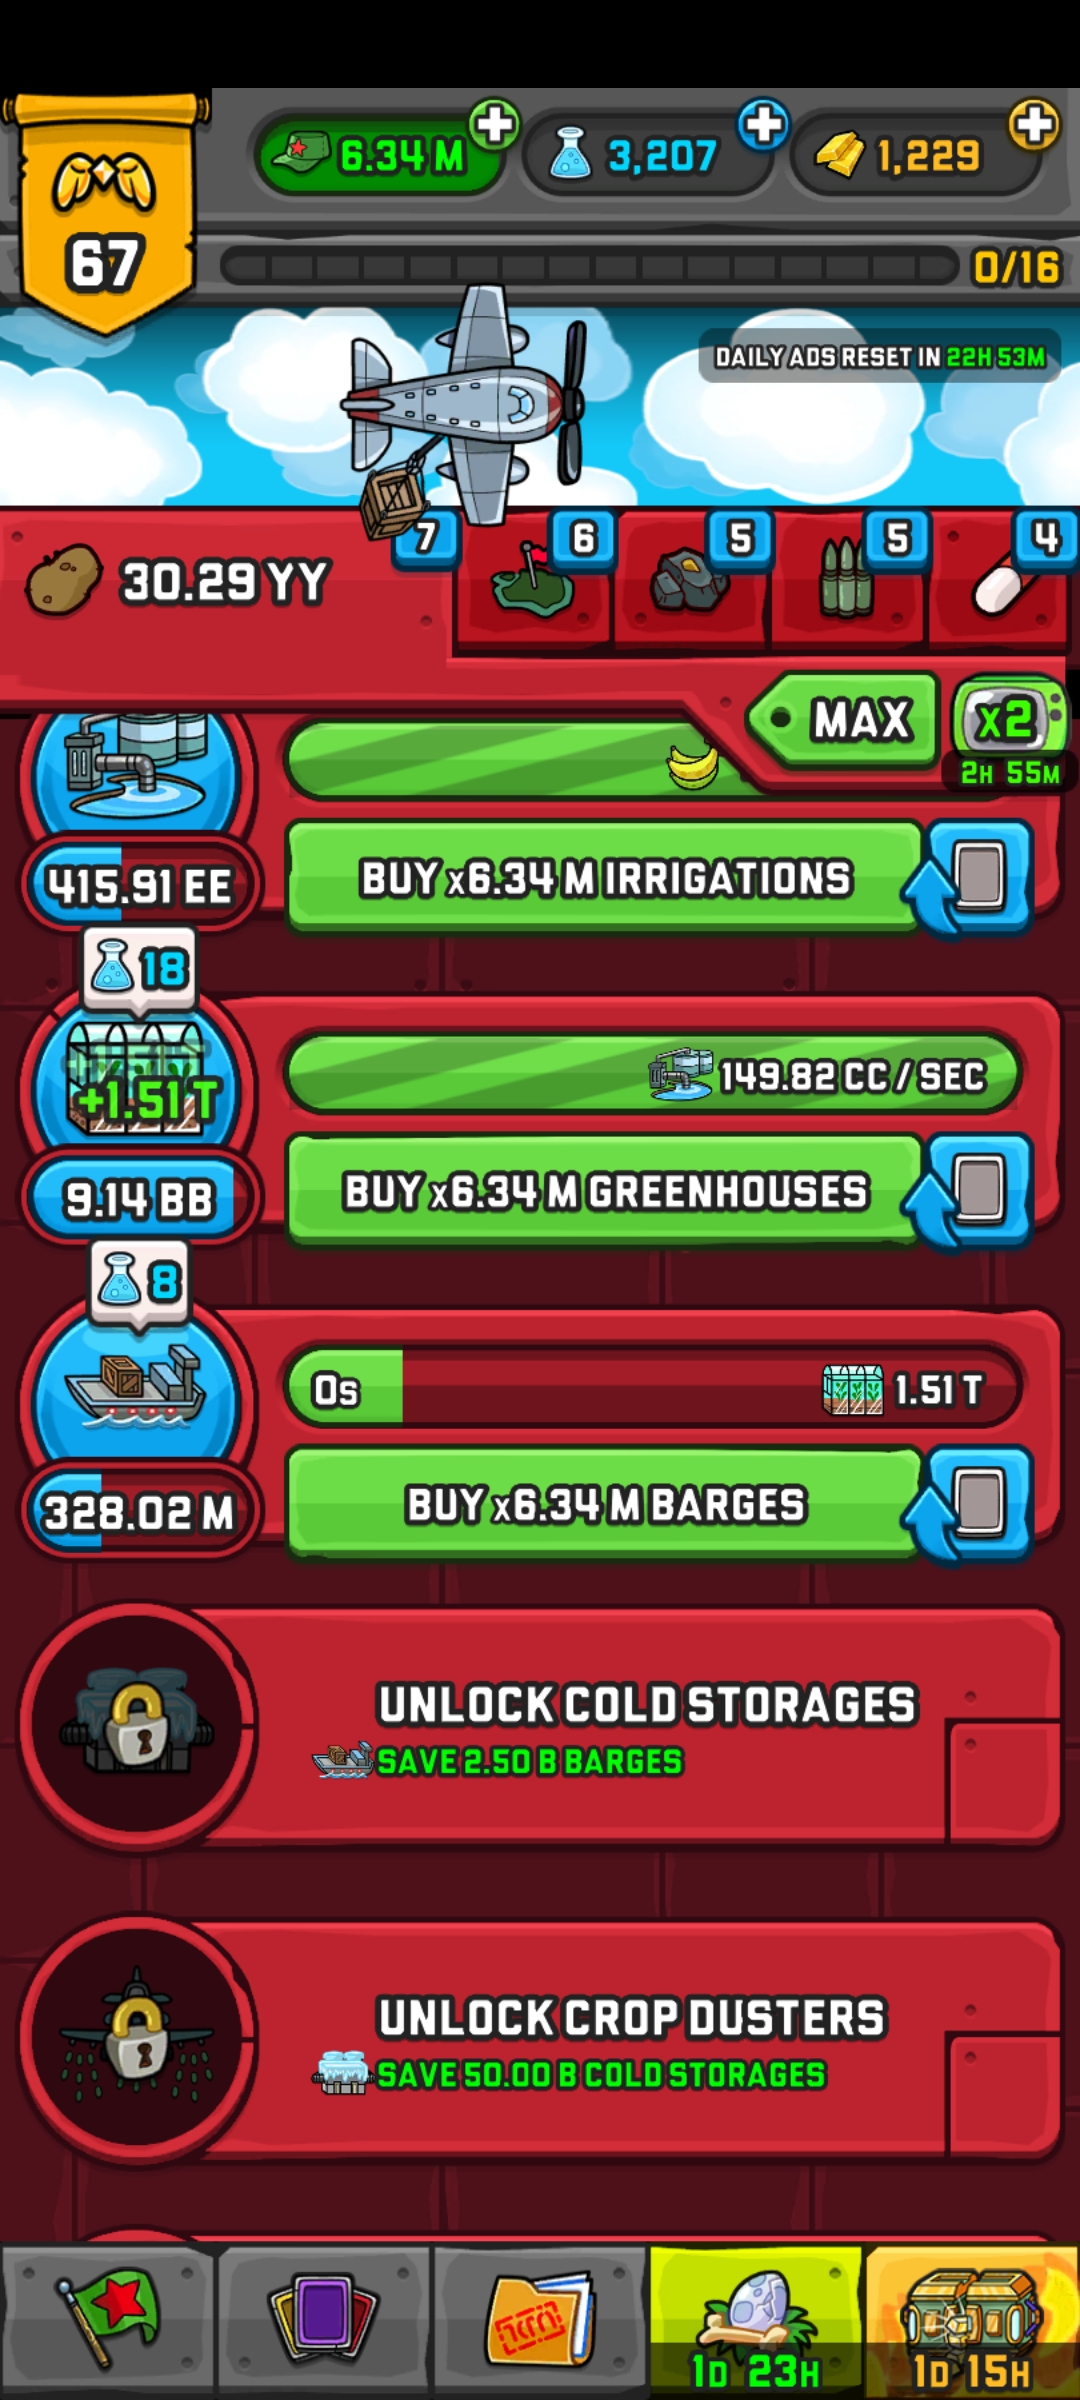 67
6.34 M
3,207
1,229
0/16
DAILY ADS RESET IN 22H 53M
30.29 YY
7
6
5
5
4
MAX
x2
2H 55M
415.91 EE
BUY x6.34 M IRRIGATIONS
18
+1.51 T
149.82 CC / SEC
9.14 BB
BUY x6.34 M GREENHOUSES
8
0s
1.51 T
328.02 M
BUY x6.34 M BARGES
UNLOCK COLD STORAGES
SAVE 2.50 B BARGES
UNLOCK CROP DUSTERS
SAVE 50.00 B COLD STORAGES
1D 23H
1D 15H